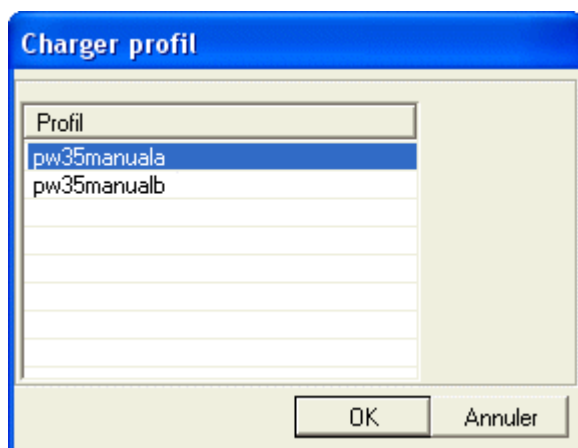 Charger profil
Profil
pw35manuala
pw35manualb
OK Annuler